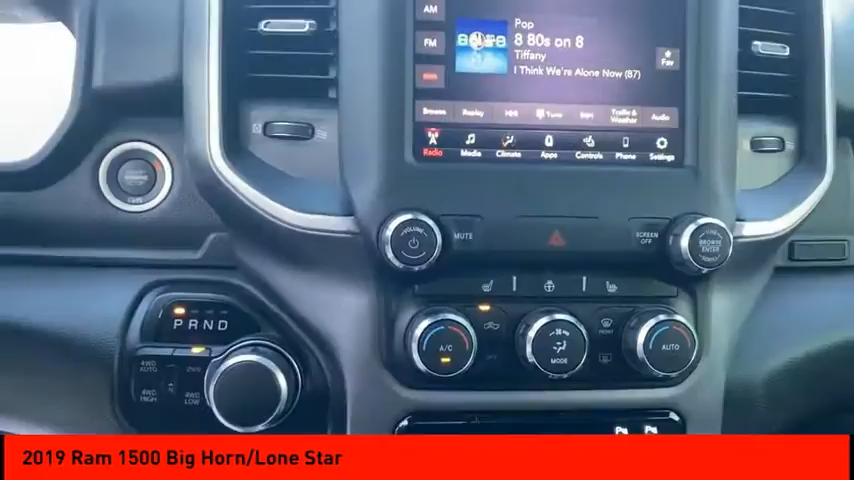 AM
FM
Pop
8 80s on 8
Tiffany
I Think We're Alone Now (87)
Fav
Browse
Replay
Tune
Traffic &
Weather
Audio
Radio
Media
Climate
Apps
Controls
Phone
Settings
VOLUME
MUTE
SCREEN
OFF
BROWSE
ENTER
PRND
4WD
AUTO
2WD
N
4WD
HIGH
4WD
LOW
A/C
OFF
MODE
AUTO
2019 Ram 1500 Big Horn/Lone Star